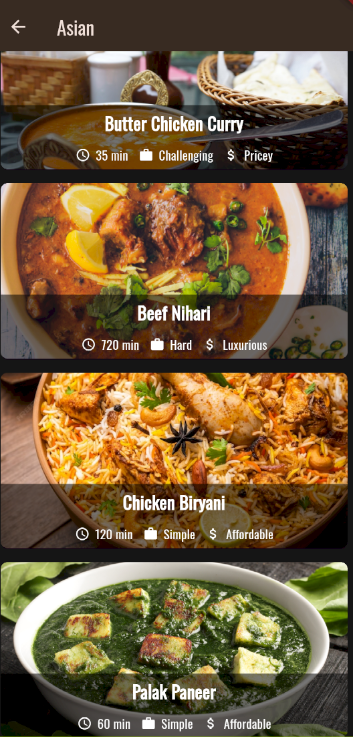 Asian
Butter Chicken Curry
35 min Challenging $ Pricey
Beef Nihari
720 min Hard $ Luxurious
Chicken Biryani
120 min Simple $ Affordable
Palak Paneer
60 min Simple $ Affordable